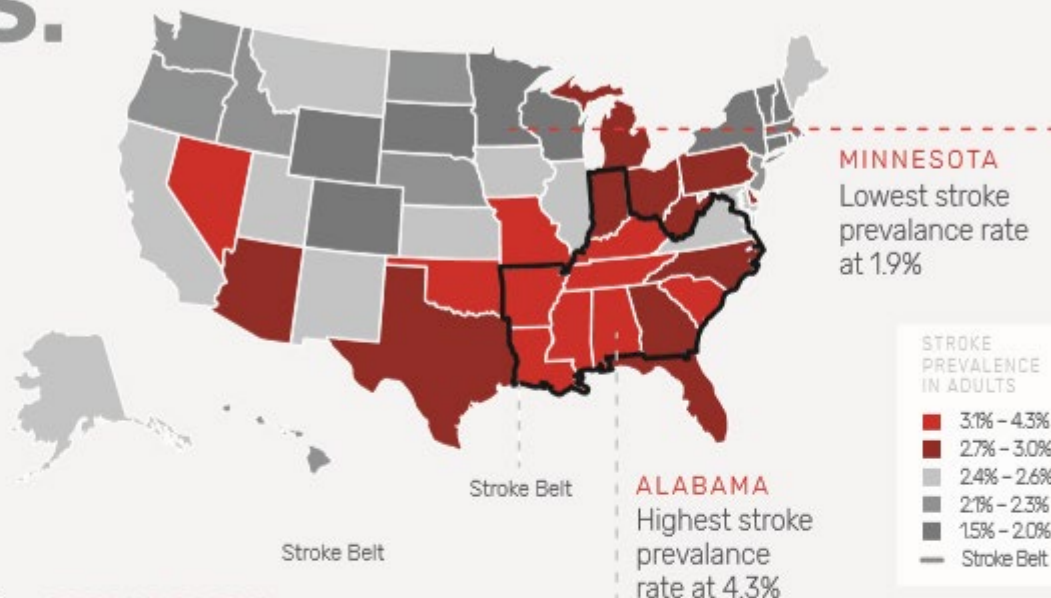 s.
MINNESOTA
Lowest stroke
prevalance rate
at 1.9%
STROKE
PREVALENCE
IN ADULTS
3.1% – 4.3%
2.7% – 3.0%
2.4% – 2.6%
2.1% – 2.3%
1.5% – 2.0%
Stroke Belt
Stroke Belt
ALABAMA
Highest stroke
prevalance
rate at 4.3%
Stroke Belt